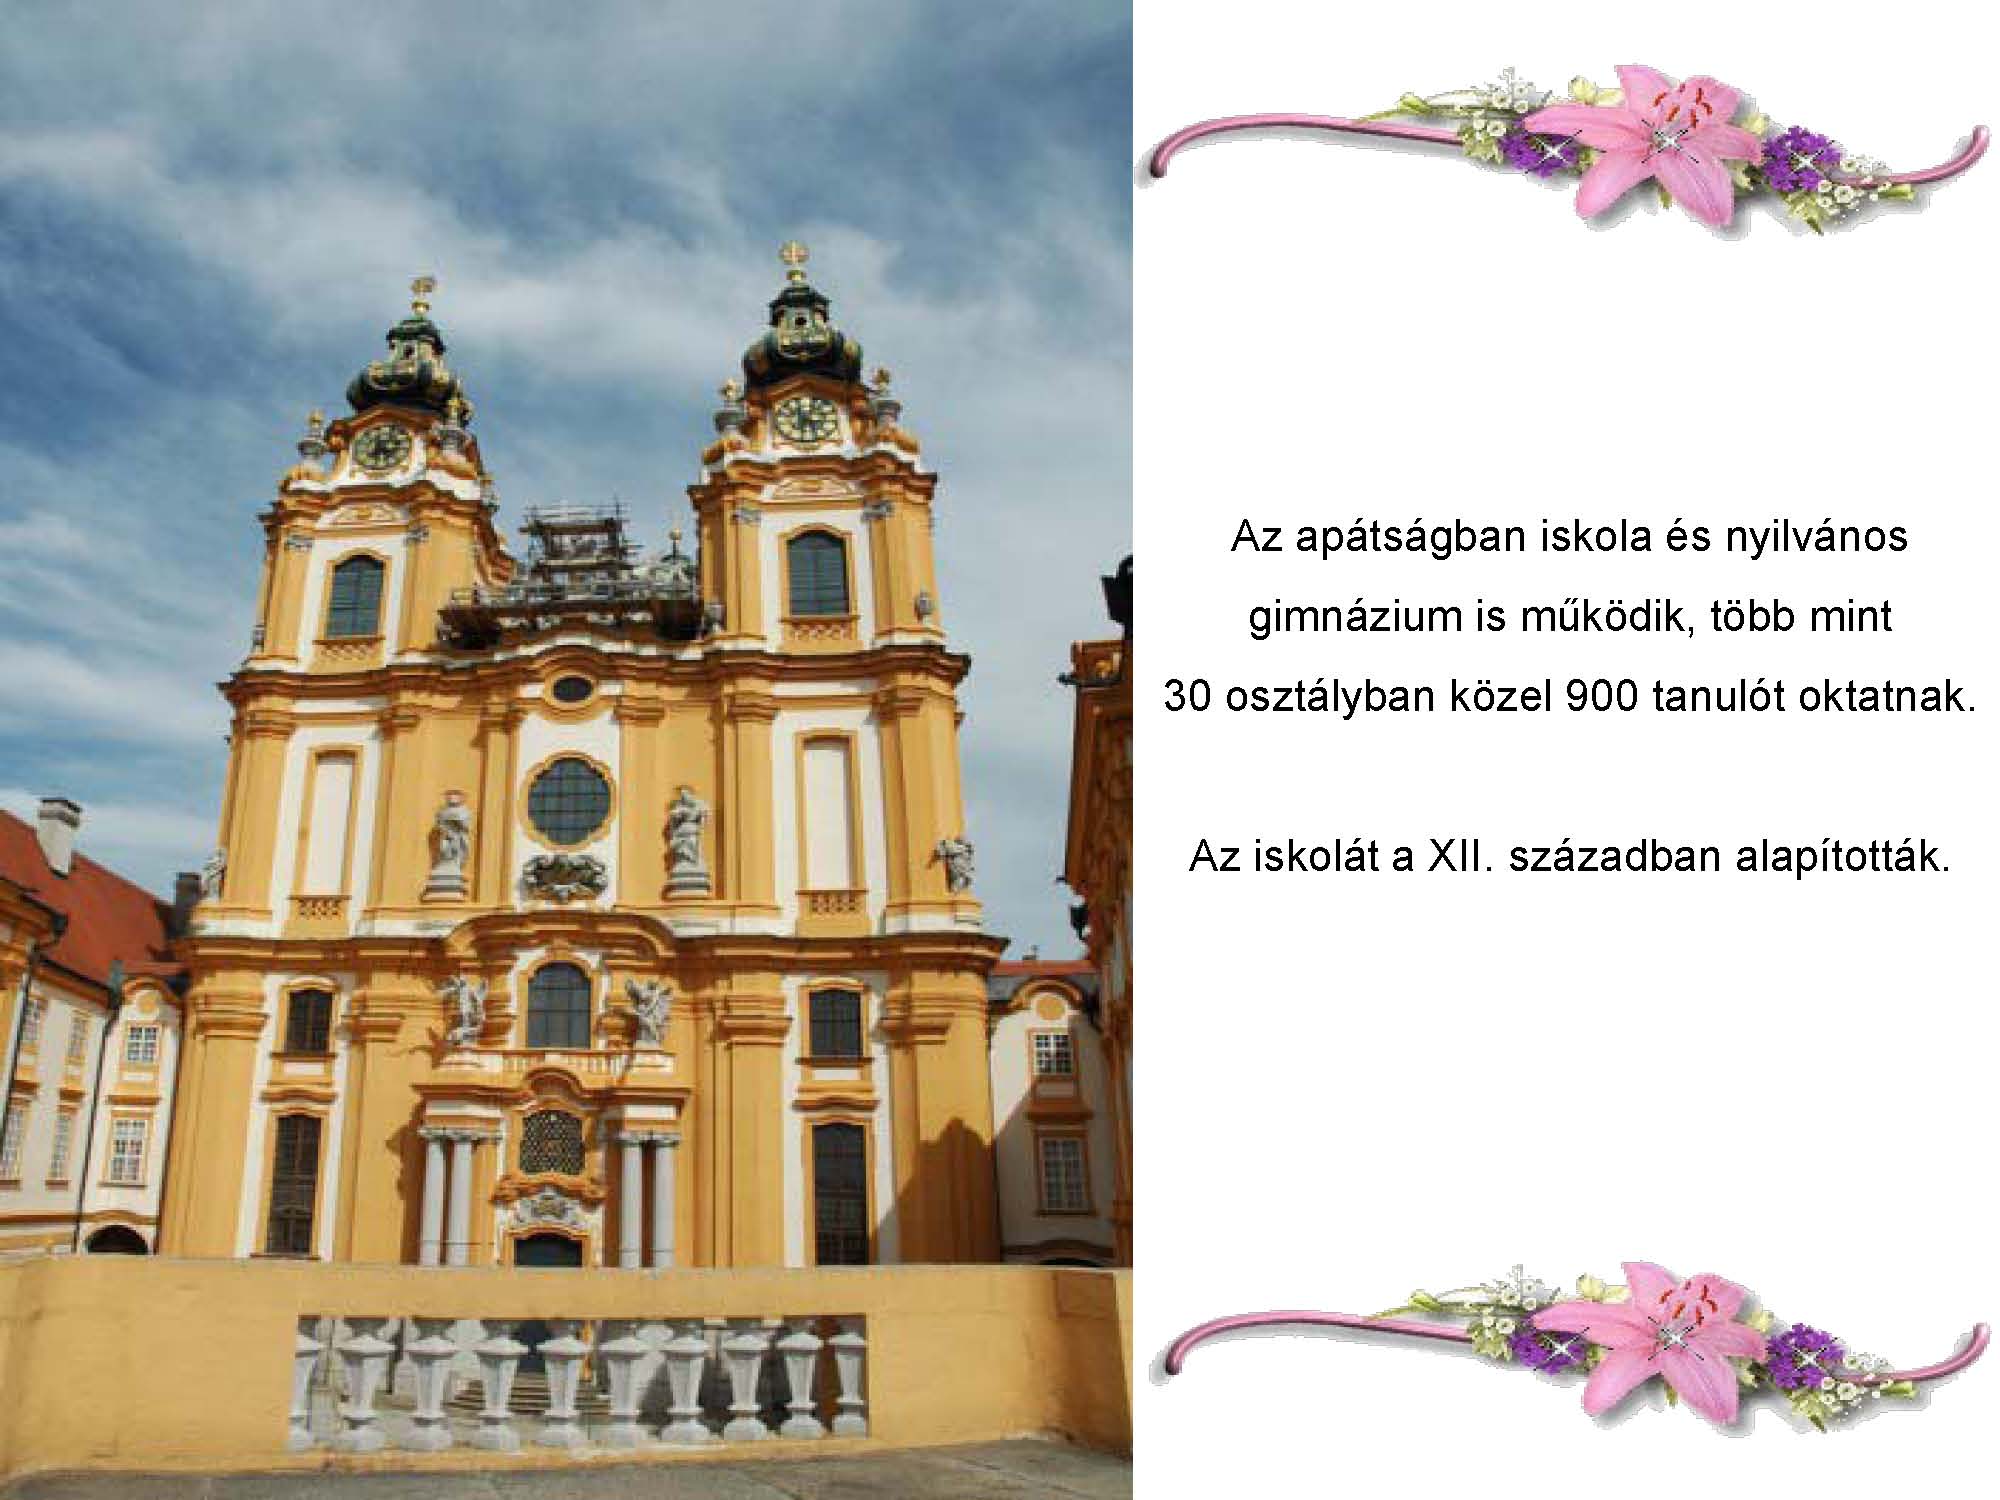 Az apátságban iskola és nyilvános
gimnázium is működik, több mint
30 osztályban közel 900 tanulót oktatnak.
Az iskolát a XII. században alapították.